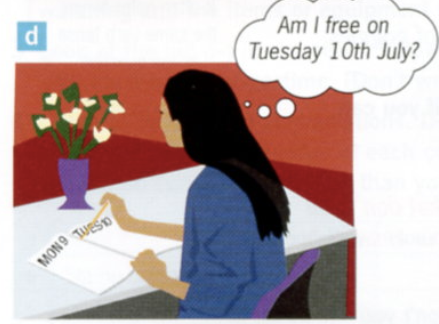 d
Am I free on
Tuesday 10th July?
MON 9 TUES 10